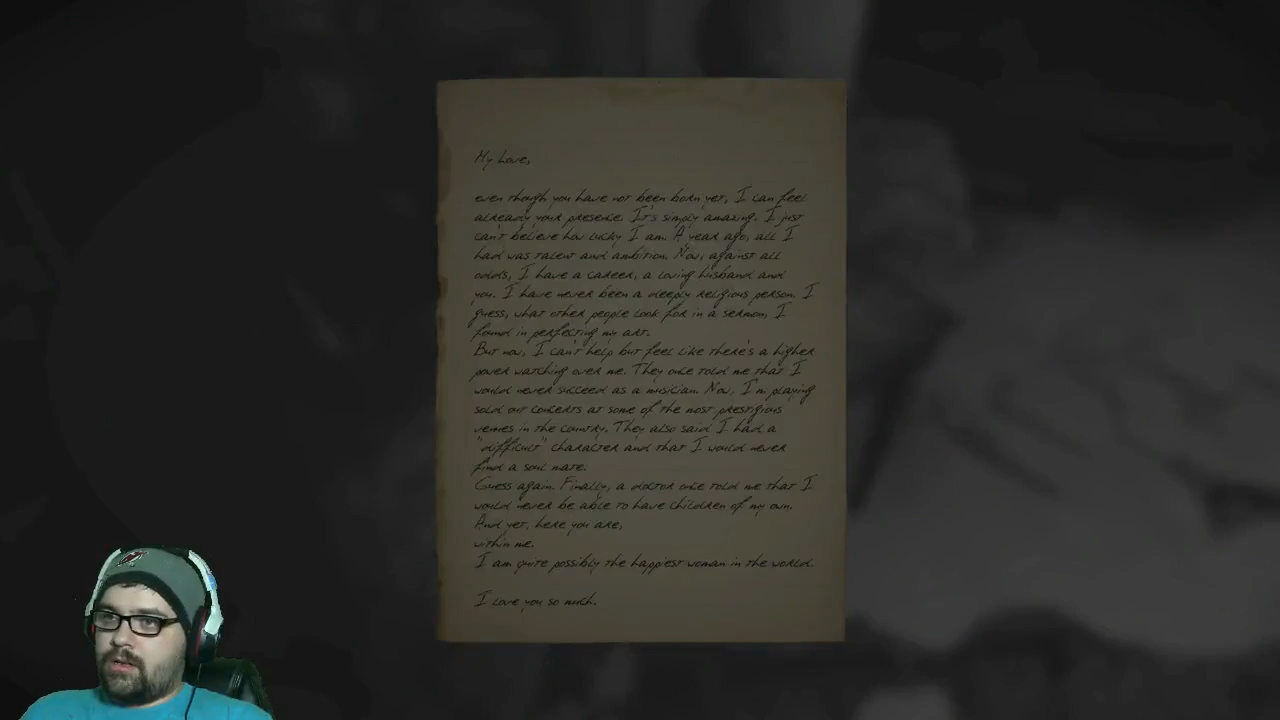 My Love,
even though you have not been born yet, I can feel
already your presence. It's simply amazing. I just
can't believe how lucky I am. A year ago, all I
had was talent and ambition. Now, against all
odds, I have a career, a loving husband and
you. I have never been a deeply religious person. I
guess, what other people look for in a sermon, I
found in perfecting my art.
But now, I can't help but feel like there's a higher
power watching over me. They once told me that I
would never succeed as a musician. Now, I'm playing
sold out concerts at some of the most prestigious
venues in the country. They also said I had a
"difficult" character and that I would never
find a soul mate.
Guess again. Finally, a doctor once told me that I
would never be able to have children of my own.
And yet, here you are,
within me.
I am quite possibly the happiest woman in the world.
I love you so much.